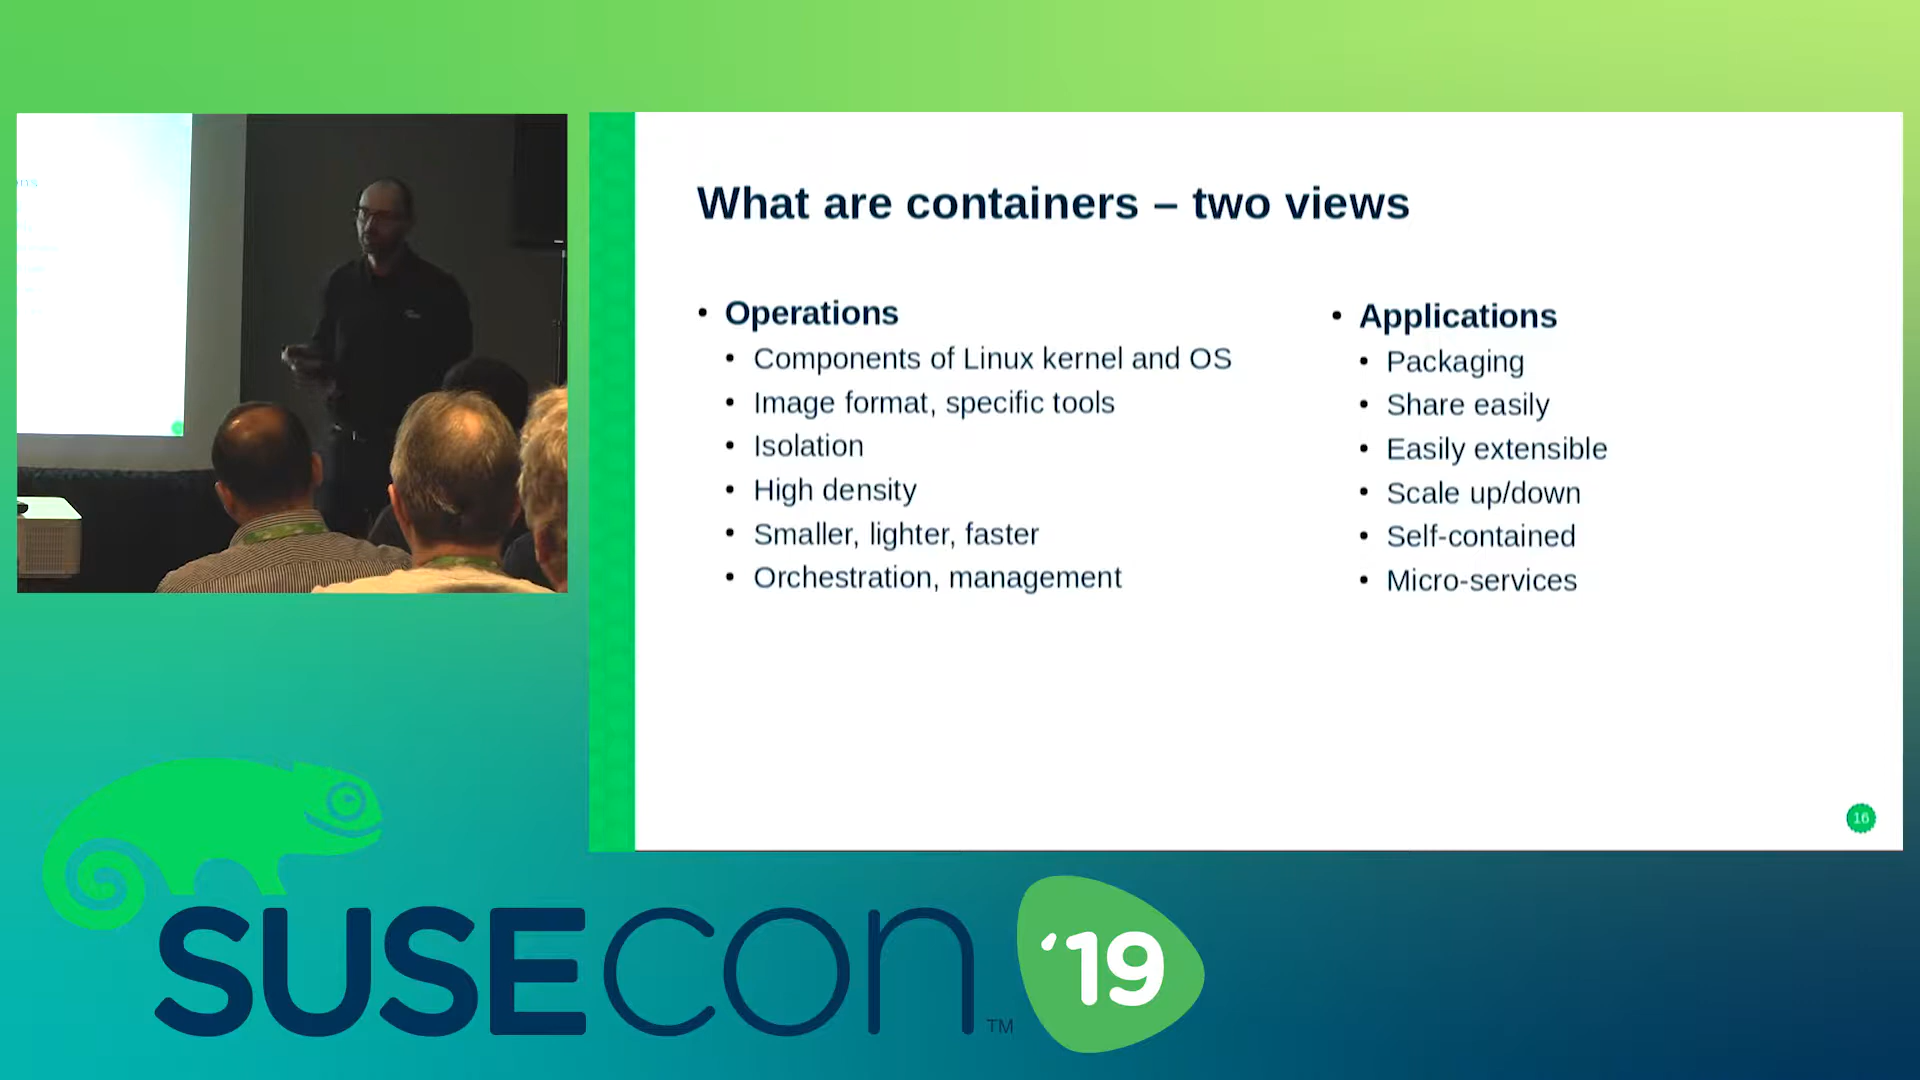 What are containers – two views
• Operations
• Components of Linux kernel and OS
• Image format, specific tools
• Isolation
• High density
• Smaller, lighter, faster
• Orchestration, management
• Applications
• Packaging
• Share easily
• Easily extensible
• Scale up/down
• Self-contained
• Micro-services
16
SUSECON™ '19